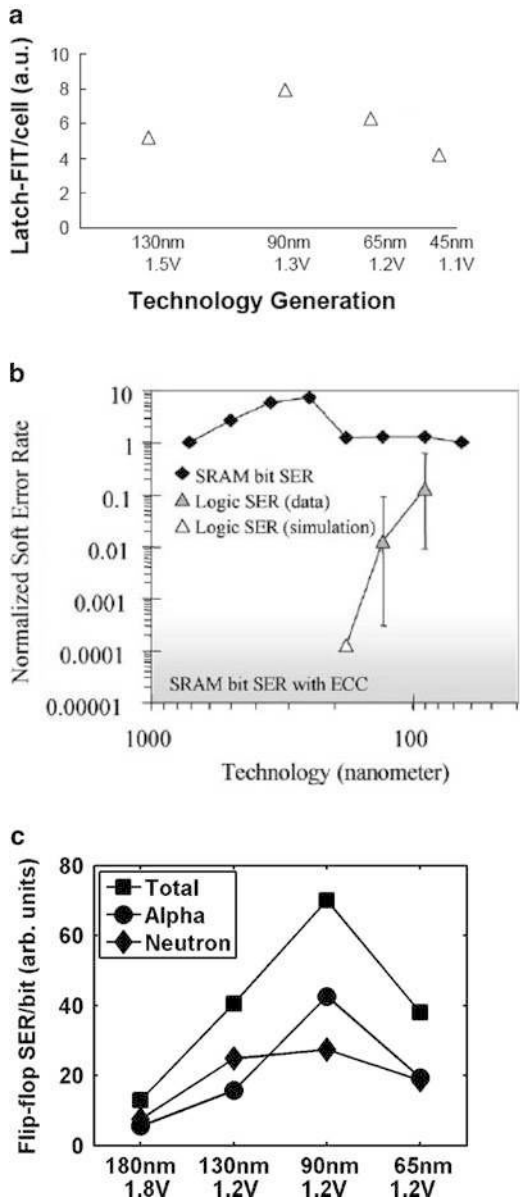 a
Latch-FIT/cell (a.u.)
10
8
6
4
2
0
130nm 90nm 65nm 45nm
1.5V 1.3V 1.2V 1.1V
Technology Generation
b
Normalized Soft Error Rate
10
1
0.1
0.01
0.001
0.0001
0.00001
SRAM bit SER
Logic SER (data)
Logic SER (simulation)
SRAM bit SER with ECC
1000 100
Technology (nanometer)
c
Flip-flop SER/bit (arb. units)
80
60
40
20
0
Total
Alpha
Neutron
180nm 130nm 90nm 65nm
1.8V 1.2V 1.2V 1.2V